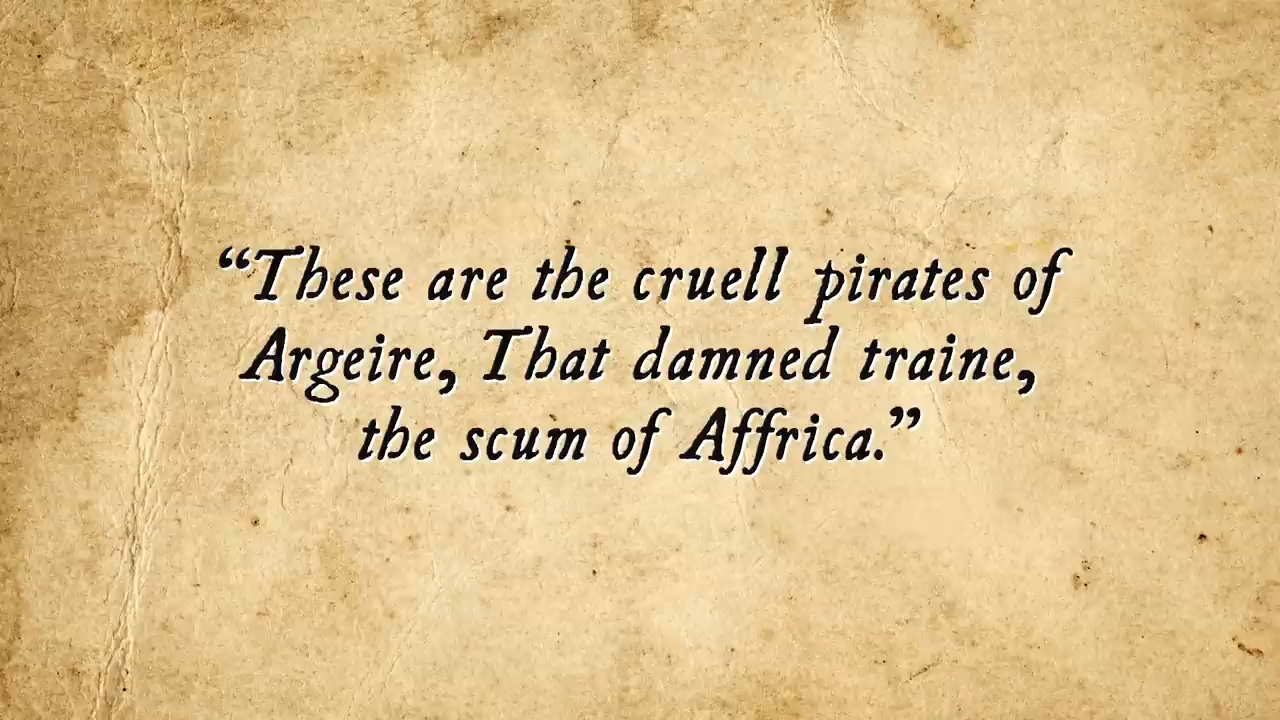 “These are the cruell pirates of
Argeire, That damned traine,
the scum of Affrica.”